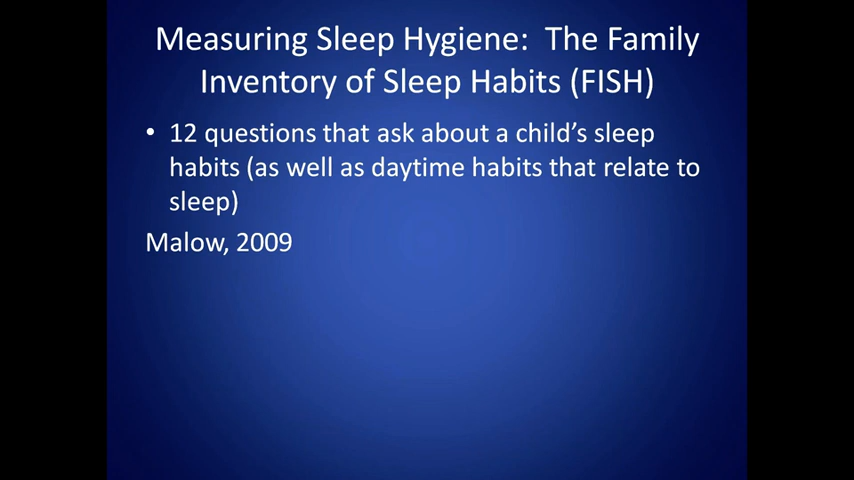 Measuring Sleep Hygiene:  The Family
Inventory of Sleep Habits (FISH)
• 12 questions that ask about a child’s sleep
habits (as well as daytime habits that relate to
sleep)
Malow, 2009